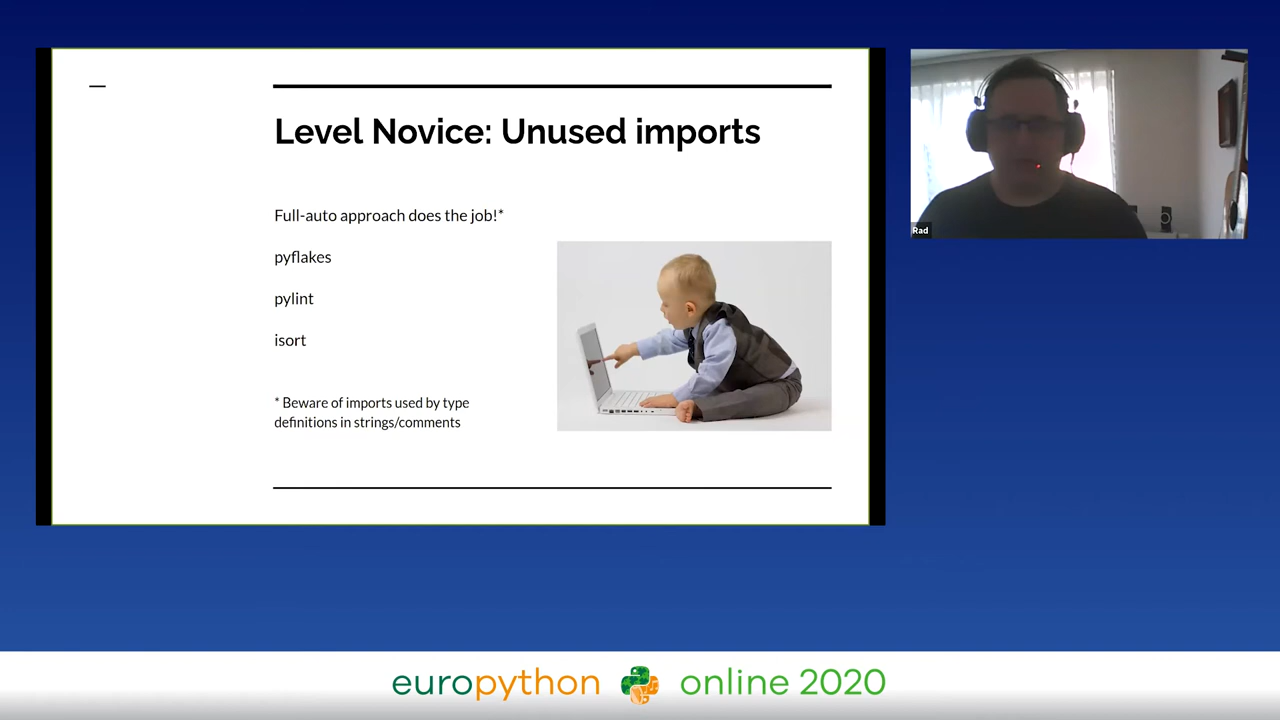 Level Novice: Unused imports
Full-auto approach does the job!*
pyflakes
pylint
isort
* Beware of imports used by type
definitions in strings/comments
Rad
europython online 2020